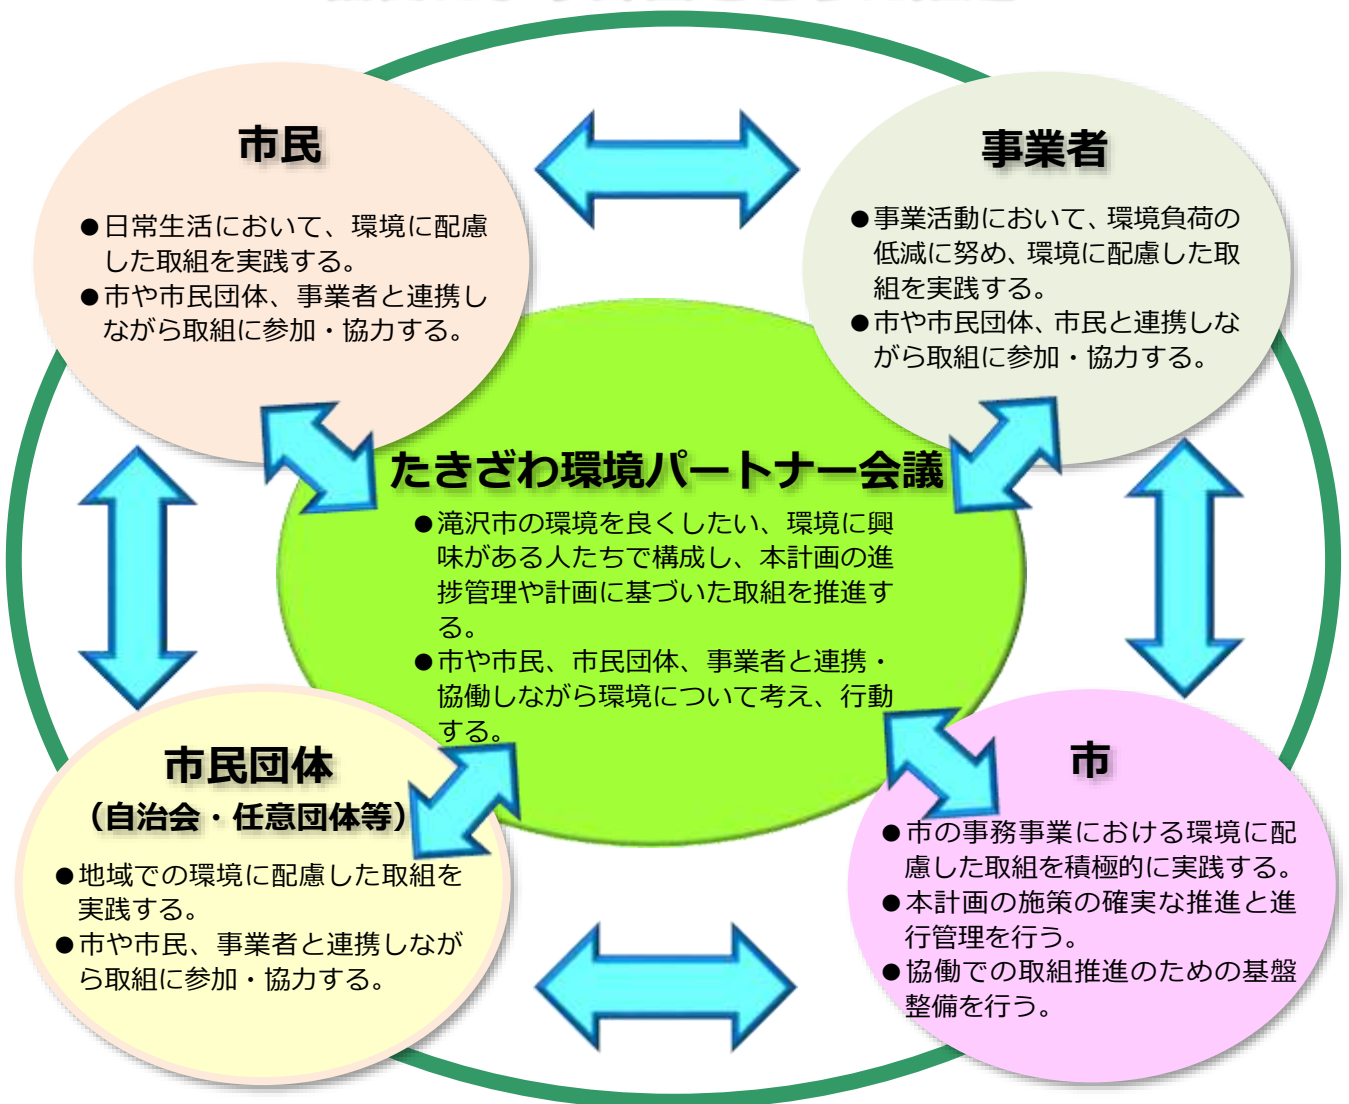 市民
●日常生活において、環境に配慮
した取組を実践する。
●市や市民団体、事業者と連携し
ながら取組に参加・協力する。
事業者
●事業活動において、環境負荷の
低減に努め、環境に配慮した取
組を実践する。
●市や市民団体、市民と連携しな
がら取組に参加・協力する。
たきざわ環境パートナー会議
●滝沢市の環境を良くしたい、環境に興
味がある人たちで構成し、本計画の進
捗管理や計画に基づいた取組を推進す
る。
●市や市民、市民団体、事業者と連携・
協働しながら環境について考え、行動
する。
市民団体
（自治会・任意団体等）
●地域での環境に配慮した取組を
実践する。
●市や市民、事業者と連携しなが
ら取組に参加・協力する。
市
●市の事務事業における環境に配
慮した取組を積極的に実践する。
●本計画の施策の確実な推進と進
行管理を行う。
●協働での取組推進のための基盤
整備を行う。